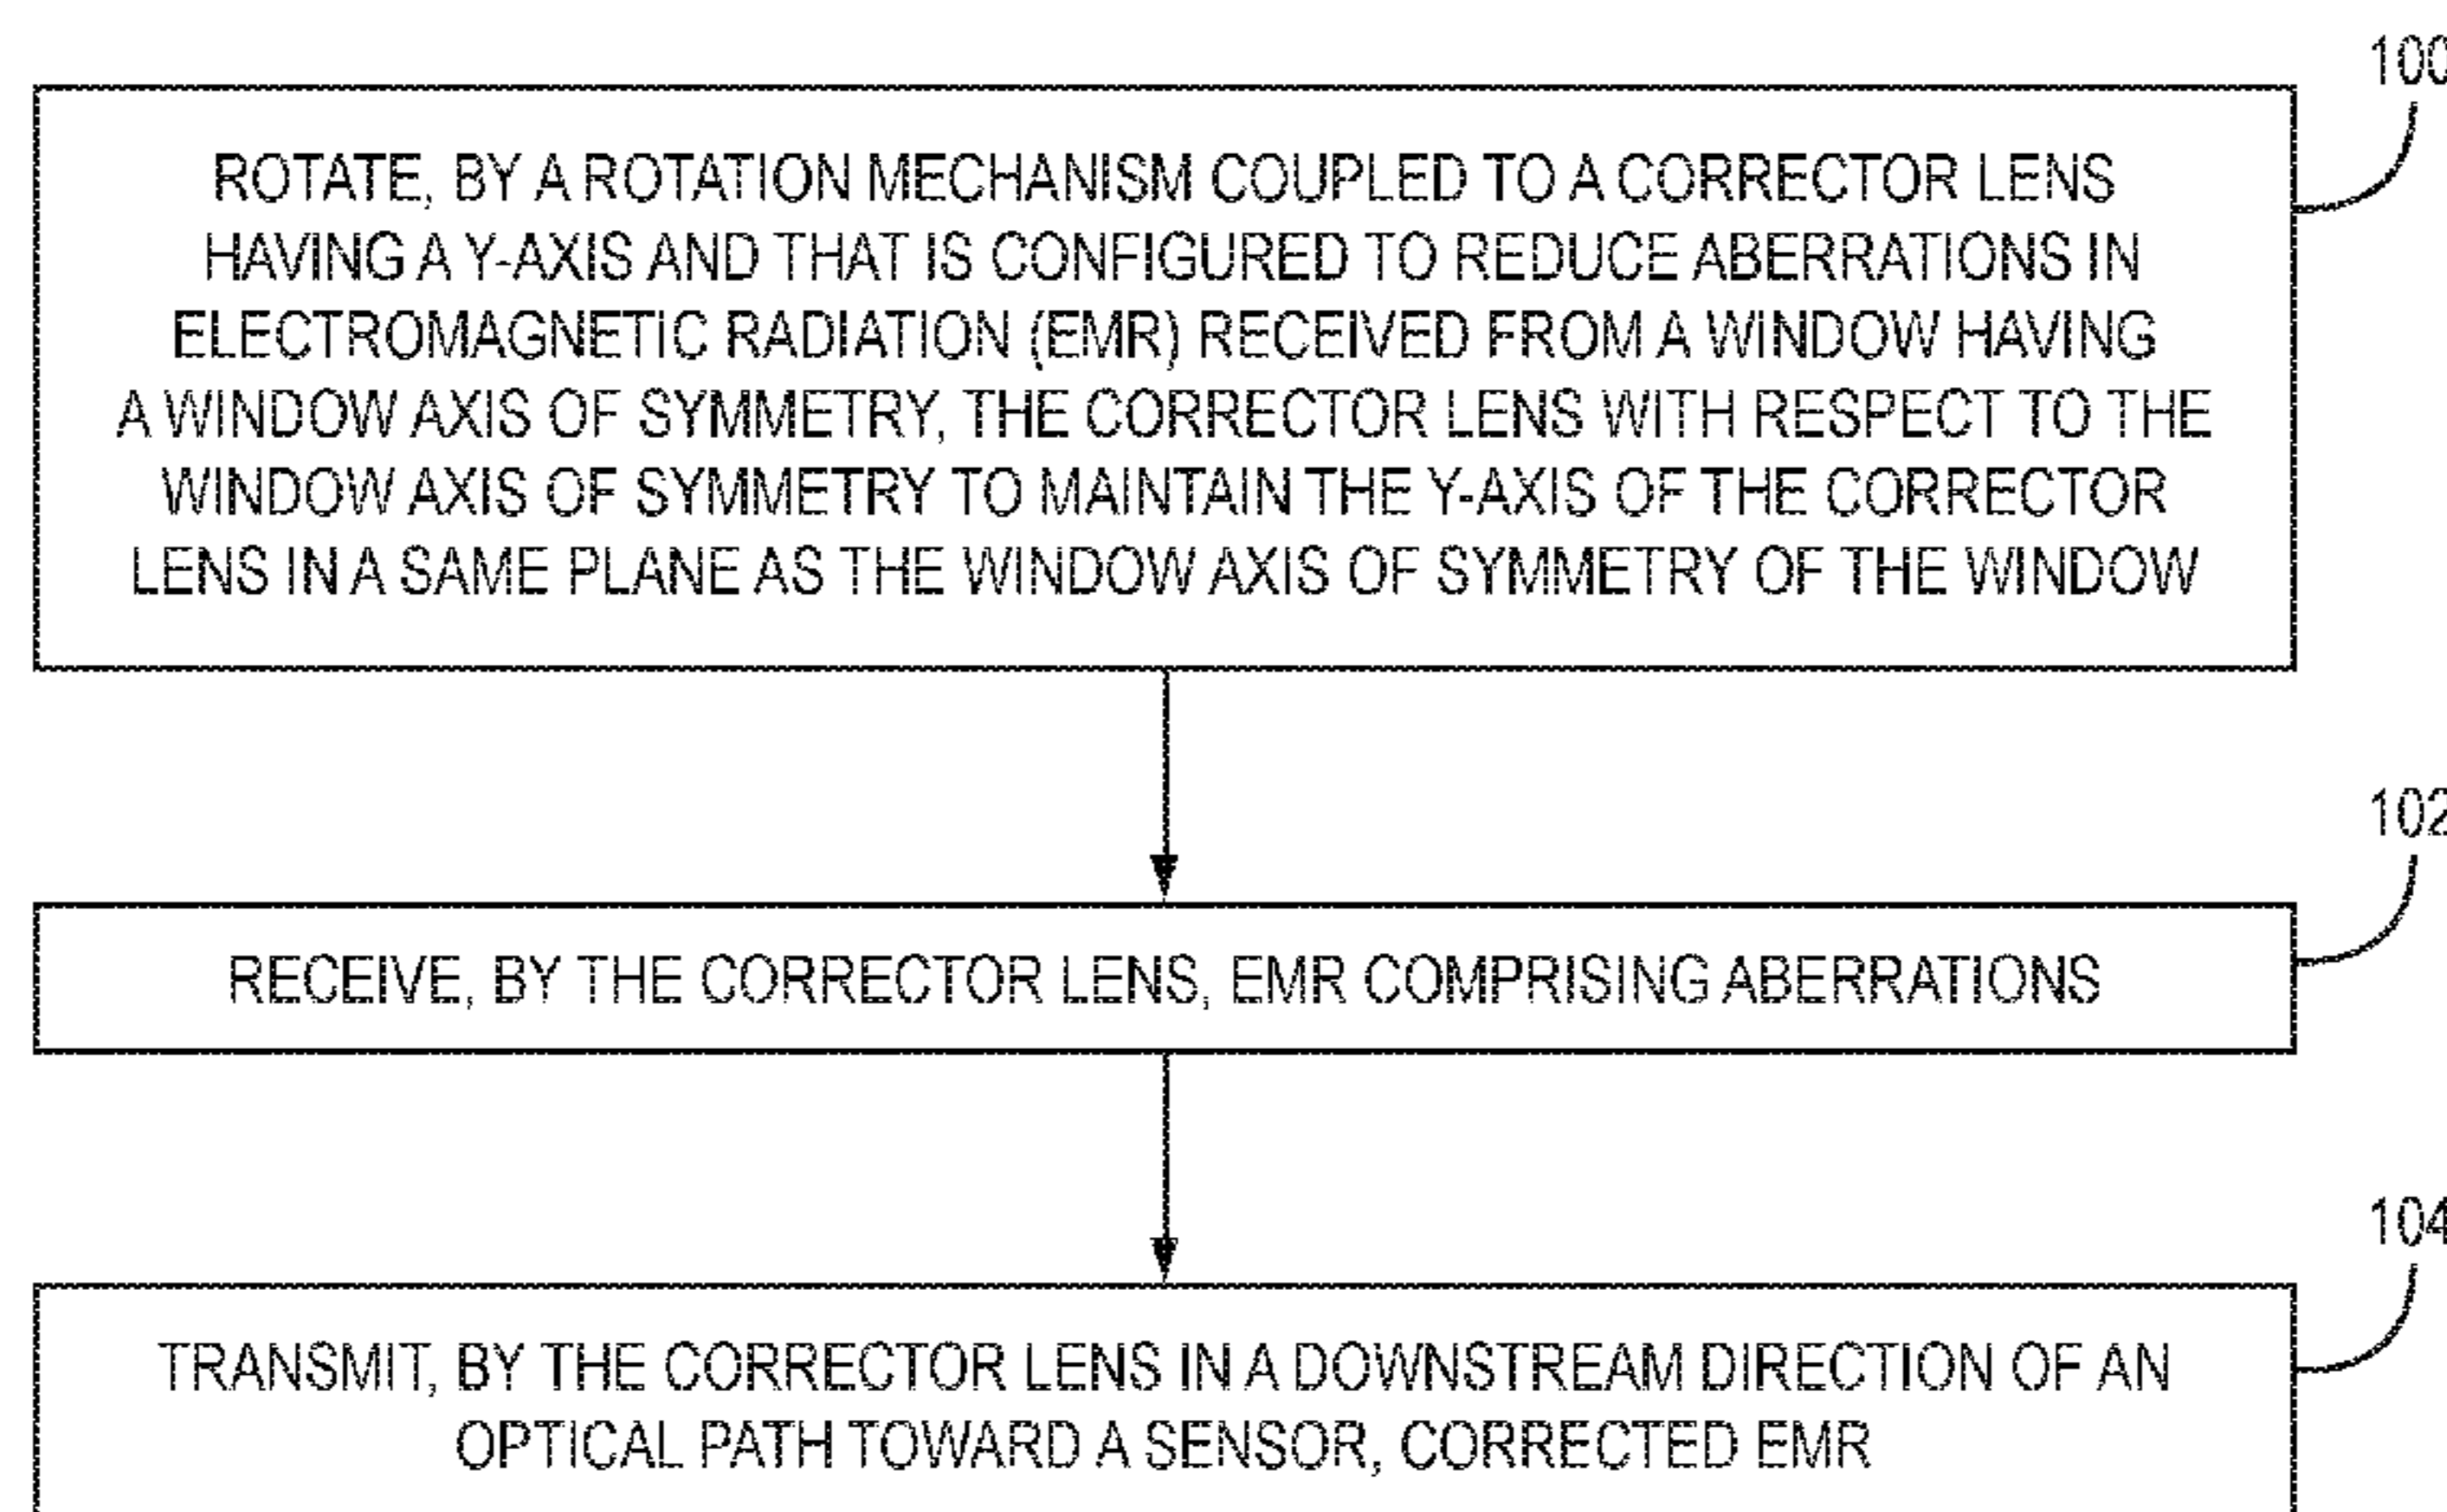 100
ROTATE, BY A ROTATION MECHANISM COUPLED TO A CORRECTOR LENS
HAVING A Y-AXIS AND THAT IS CONFIGURED TO REDUCE ABERRATIONS IN
ELECTROMAGNETIC RADIATION (EMR) RECEIVED FROM A WINDOW HAVING
A WINDOW AXIS OF SYMMETRY, THE CORRECTOR LENS WITH RESPECT TO THE
WINDOW AXIS OF SYMMETRY TO MAINTAIN THE Y-AXIS OF THE CORRECTOR
LENS IN A SAME PLANE AS THE WINDOW AXIS OF SYMMETRY OF THE WINDOW
102
RECEIVE, BY THE CORRECTOR LENS, EMR COMPRISING ABERRATIONS
104
TRANSMIT, BY THE CORRECTOR LENS IN A DOWNSTREAM DIRECTION OF AN
OPTICAL PATH TOWARD A SENSOR, CORRECTED EMR